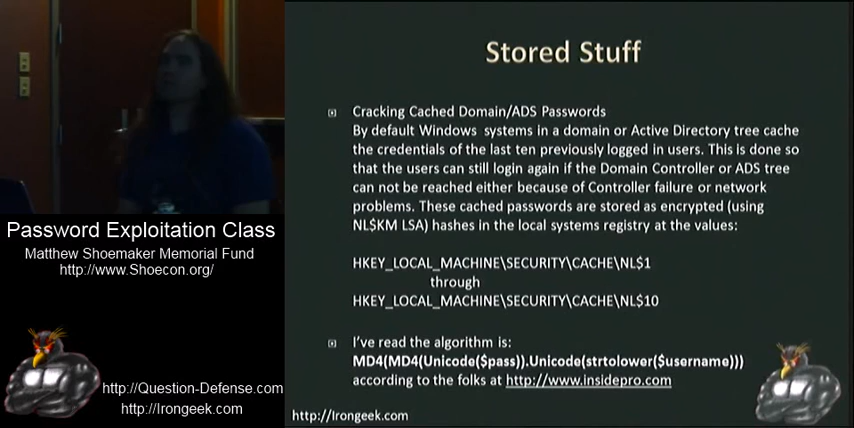 Stored Stuff
Cracking Cached Domain/ADS Passwords
By default Windows systems in a domain or Active Directory tree cache
the credentials of the last ten previously logged in users. This is done so
that the users can still login again if the Domain Controller or ADS tree
can not be reached either because of Controller failure or network
problems. These cached passwords are stored as encrypted (using
NL$KM LSA) hashes in the local systems registry at the values:
HKEY_LOCAL_MACHINE\SECURITY\CACHE\NL$1
through
HKEY_LOCAL_MACHINE\SECURITY\CACHE\NL$10
I've read the algorithm is:
MD4(MD4(Unicode($pass)).Unicode(strtolower($username)))
according to the folks at http://www.insidepro.com
http://Irongeek.com
Password Exploitation Class
Matthew Shoemaker Memorial Fund
http://www.Shoecon.org/
http://Question-Defense.com
http://Irongeek.com